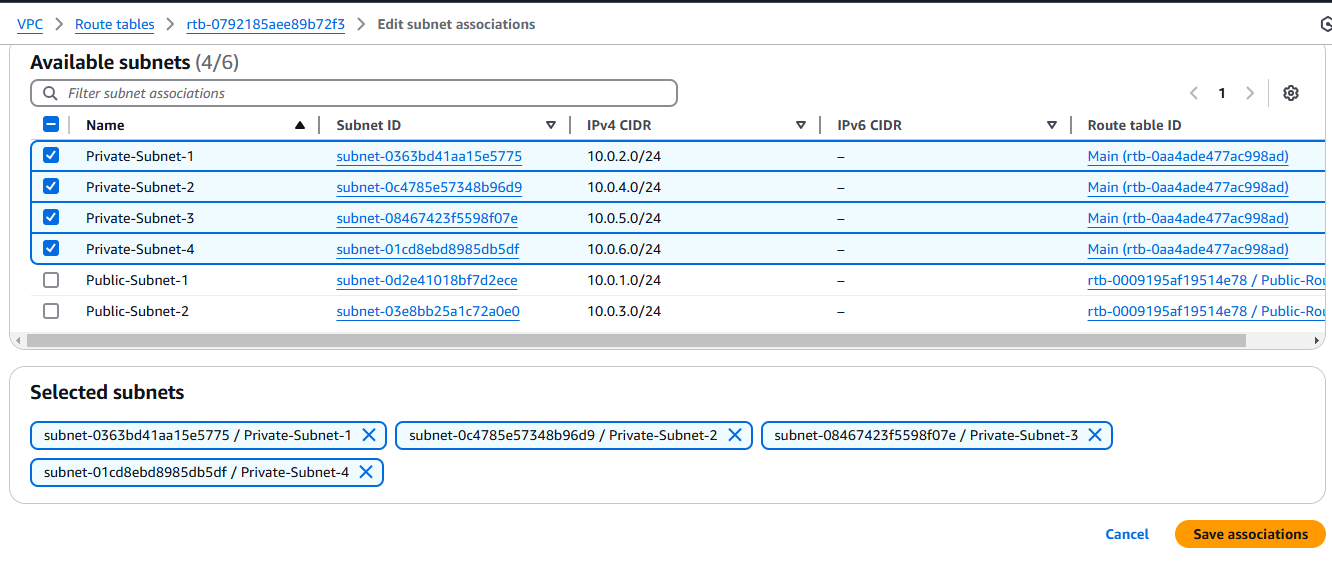 VPC > Route tables > rtb-0792185aee89b72f3 > Edit subnet associations
Available subnets (4/6)
Filter subnet associations
1
Name Subnet ID IPv4 CIDR IPv6 CIDR Route table ID
Private-Subnet-1 subnet-0363bd41aa15e5775 10.0.2.0/24 – Main (rtb-0aa4ade477ac998ad)
Private-Subnet-2 subnet-0c4785e57348b96d9 10.0.4.0/24 – Main (rtb-0aa4ade477ac998ad)
Private-Subnet-3 subnet-08467423f5598f07e 10.0.5.0/24 – Main (rtb-0aa4ade477ac998ad)
Private-Subnet-4 subnet-01cd8ebd8985db5df 10.0.6.0/24 – Main (rtb-0aa4ade477ac998ad)
Public-Subnet-1 subnet-0d2e41018bf7d2ece 10.0.1.0/24 – rtb-0009195af19514e78 / Public-Rou
Public-Subnet-2 subnet-03e8bb25a1c72a0e0 10.0.3.0/24 – rtb-0009195af19514e78 / Public-Rou
Selected subnets
subnet-0363bd41aa15e5775 / Private-Subnet-1 subnet-0c4785e57348b96d9 / Private-Subnet-2 subnet-08467423f5598f07e / Private-Subnet-3
subnet-01cd8ebd8985db5df / Private-Subnet-4
Cancel Save associations